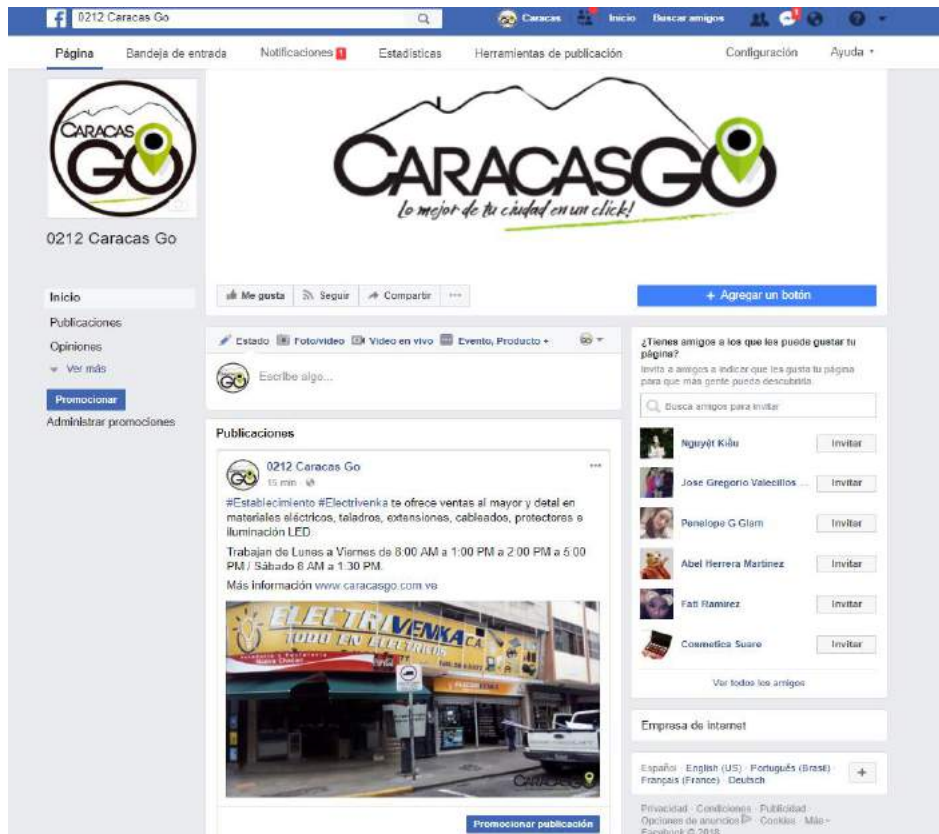 0212 Caracas Go
Caracas
Inicio
Buscar amigos
Página
Bandeja de entrada
Notificaciones 1
Estadísticas
Herramientas de publicación
Configuración
Ayuda
CARACAS
GO
CARACASGO
Lo mejor de tu ciudad en un click!
0212 Caracas Go
Inicio
Publicaciones
Opiniones
Ver más
Promocionar
Administrar promociones
Me gusta
Seguir
Compartir
+ Agregar un botón
Estado
Foto/video
Video en vivo
Evento, Producto +
Escribe algo...
Publicaciones
0212 Caracas Go
15 min
#Establecimiento #Electrivenka te ofrece ventas al mayor y detal en
materiales eléctricos, taladros, extensiones, cableados, protectores e
iluminación LED
Trabajan de Lunes a Viernes de 8:00 AM a 1:00 PM a 2:00 PM a 5:00
PM / Sábado 8 AM a 1:30 PM.
Más información www.caracasgo.com.ve
ELECTRIVENKA C.A.
TODO EN ELECTRICOS
CARACASGO
Promocionar publicación
¿Tienes amigos a los que les puede gustar tu
página?
Invita a amigos a indicar que les gusta tu página
para que más gente pueda descubrirla.
Busca amigos para invitar
Nguyệt Kiều
Invitar
Jose Gregorio Valecillos ...
Invitar
Penelope G Glam
Invitar
Abel Herrera Martinez
Invitar
Fati Ramirez
Invitar
Cosmetica Suare
Invitar
Ver todos los amigos
Empresa de internet
Español · English (US) · Português (Brasil) ·
Français (France) · Deutsch
Privacidad · Condiciones · Publicidad ·
Opciones de anuncios · Cookies · Más
Facebook © 2018